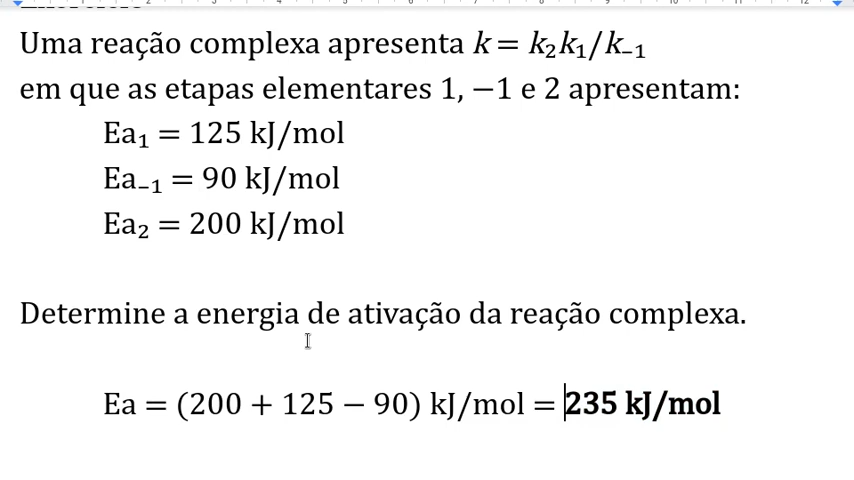 Uma reação complexa apresenta k = k₂k₁/k₋₁
em que as etapas elementares 1, −1 e 2 apresentam:
Ea₁ = 125 kJ/mol
Ea₋₁ = 90 kJ/mol
Ea₂ = 200 kJ/mol
Determine a energia de ativação da reação complexa.
Ea = (200 + 125 − 90) kJ/mol = 235 kJ/mol